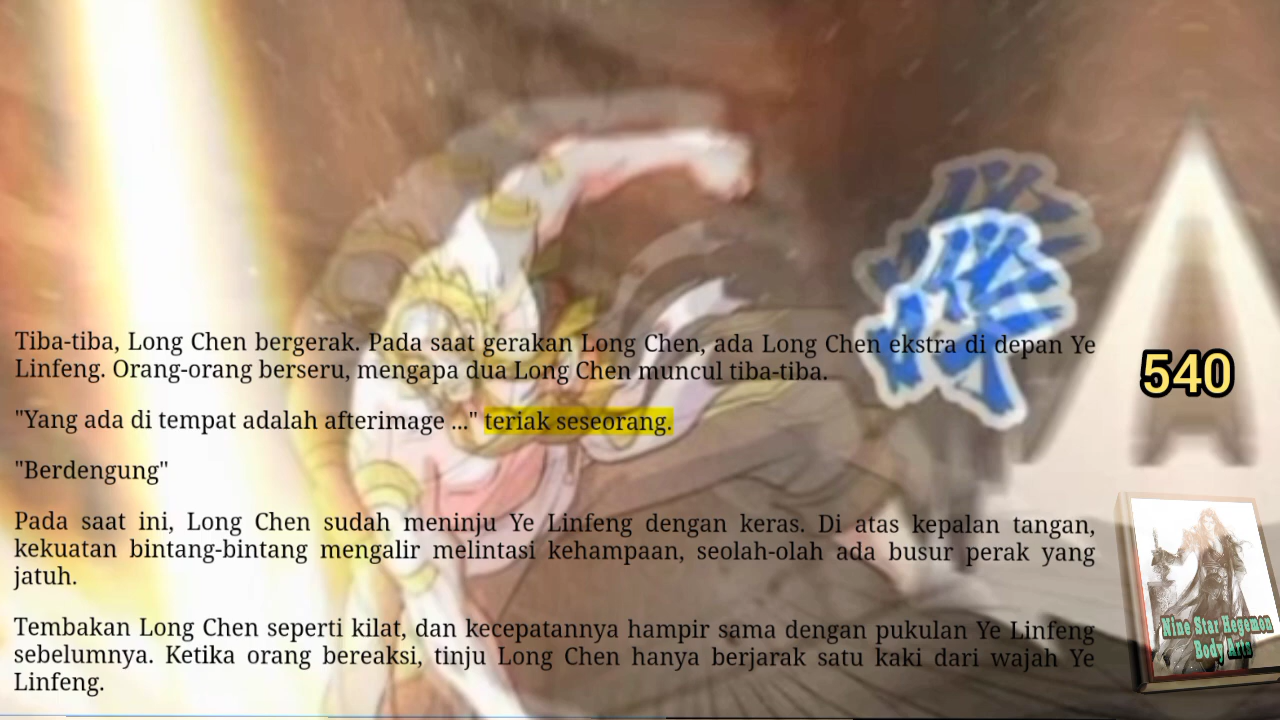 Tiba-tiba, Long Chen bergerak. Pada saat gerakan Long Chen, ada Long Chen ekstra di depan Ye
Linfeng. Orang-orang berseru, mengapa dua Long Chen muncul tiba-tiba.
"Yang ada di tempat adalah afterimage ..." teriak seseorang.
"Berdengung"
Pada saat ini, Long Chen sudah meninju Ye Linfeng dengan keras. Di atas kepalan tangan,
kekuatan bintang-bintang mengalir melintasi kehampaan, seolah-olah ada busur perak yang
jatuh.
Tembakan Long Chen seperti kilat, dan kecepatannya hampir sama dengan pukulan Ye Linfeng
sebelumnya. Ketika orang bereaksi, tinju Long Chen hanya berjarak satu kaki dari wajah Ye
Linfeng.
540
Nine Star Hegemon
Body Arts